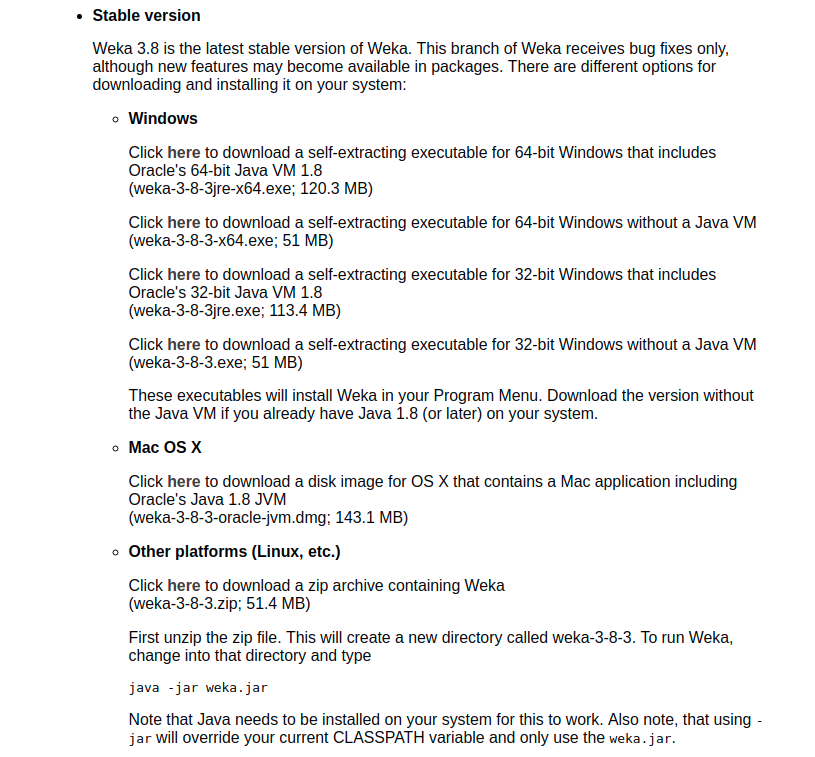 Stable version
Weka 3.8 is the latest stable version of Weka. This branch of Weka receives bug fixes only,
although new features may become available in packages. There are different options for
downloading and installing it on your system:
Windows
Click here to download a self-extracting executable for 64-bit Windows that includes
Oracle's 64-bit Java VM 1.8
(weka-3-8-3jre-x64.exe; 120.3 MB)
Click here to download a self-extracting executable for 64-bit Windows without a Java VM
(weka-3-8-3-x64.exe; 51 MB)
Click here to download a self-extracting executable for 32-bit Windows that includes
Oracle's 32-bit Java VM 1.8
(weka-3-8-3jre.exe; 113.4 MB)
Click here to download a self-extracting executable for 32-bit Windows without a Java VM
(weka-3-8-3.exe; 51 MB)
These executables will install Weka in your Program Menu. Download the version without
the Java VM if you already have Java 1.8 (or later) on your system.
Mac OS X
Click here to download a disk image for OS X that contains a Mac application including
Oracle's Java 1.8 JVM
(weka-3-8-3-oracle-jvm.dmg; 143.1 MB)
Other platforms (Linux, etc.)
Click here to download a zip archive containing Weka
(weka-3-8-3.zip; 51.4 MB)
First unzip the zip file. This will create a new directory called weka-3-8-3. To run Weka,
change into that directory and type
java -jar weka.jar
Note that Java needs to be installed on your system for this to work. Also note, that using -
jar will override your current CLASSPATH variable and only use the weka.jar.